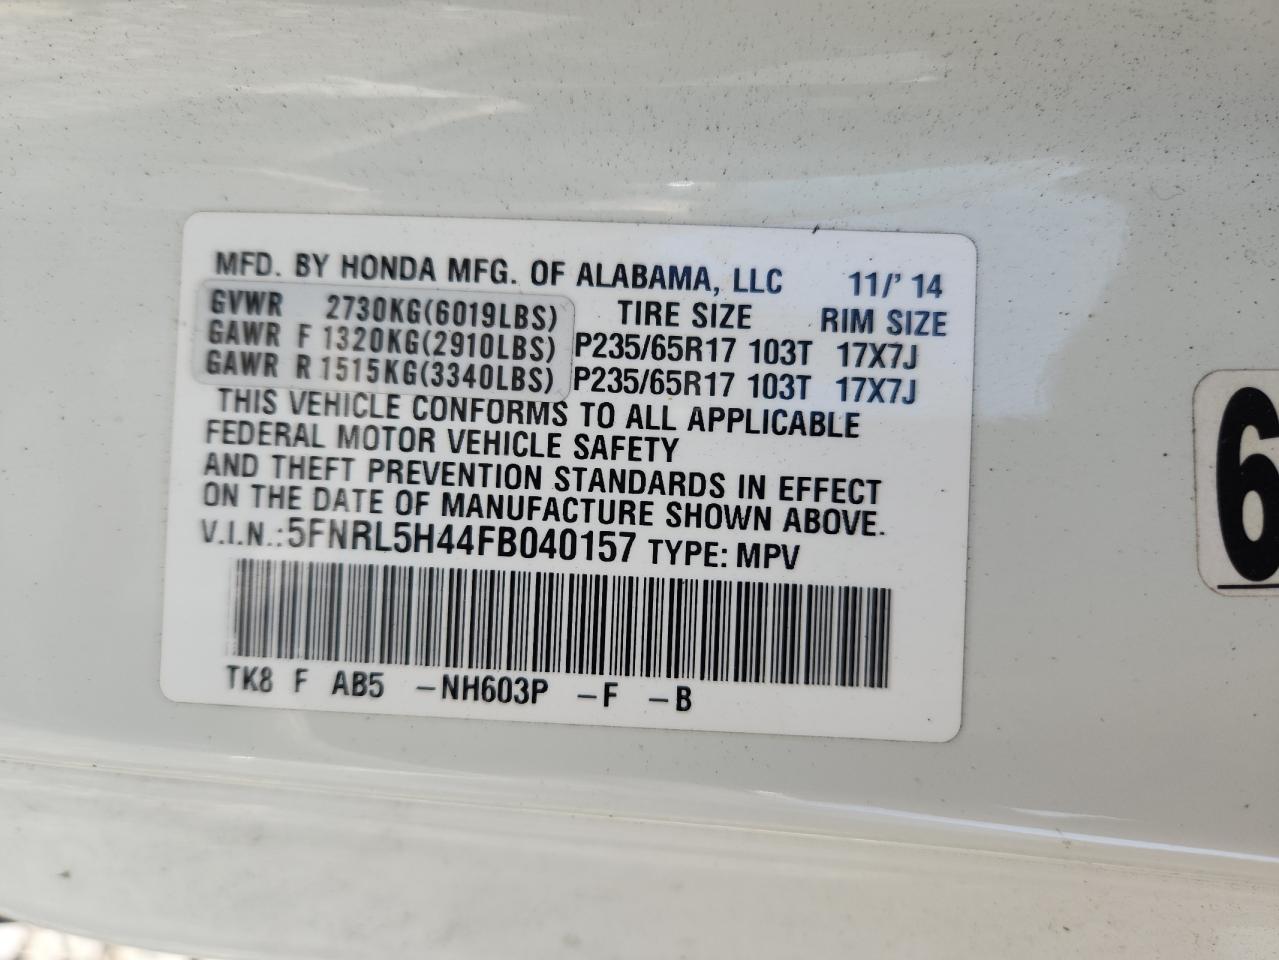 MFD. BY HONDA MFG. OF ALABAMA, LLC 11/' 14
GVWR 2730KG(6019LBS) TIRE SIZE RIM SIZE
GAWR F 1320KG(2910LBS) P235/65R17 103T 17X7J
GAWR R 1515KG(3340LBS) P235/65R17 103T 17X7J
THIS VEHICLE CONFORMS TO ALL APPLICABLE
FEDERAL MOTOR VEHICLE SAFETY
AND THEFT PREVENTION STANDARDS IN EFFECT
ON THE DATE OF MANUFACTURE SHOWN ABOVE.
V.I.N.:5FNRL5H44FB040157 TYPE: MPV
TK8 F AB5 -NH603P -F -B
6